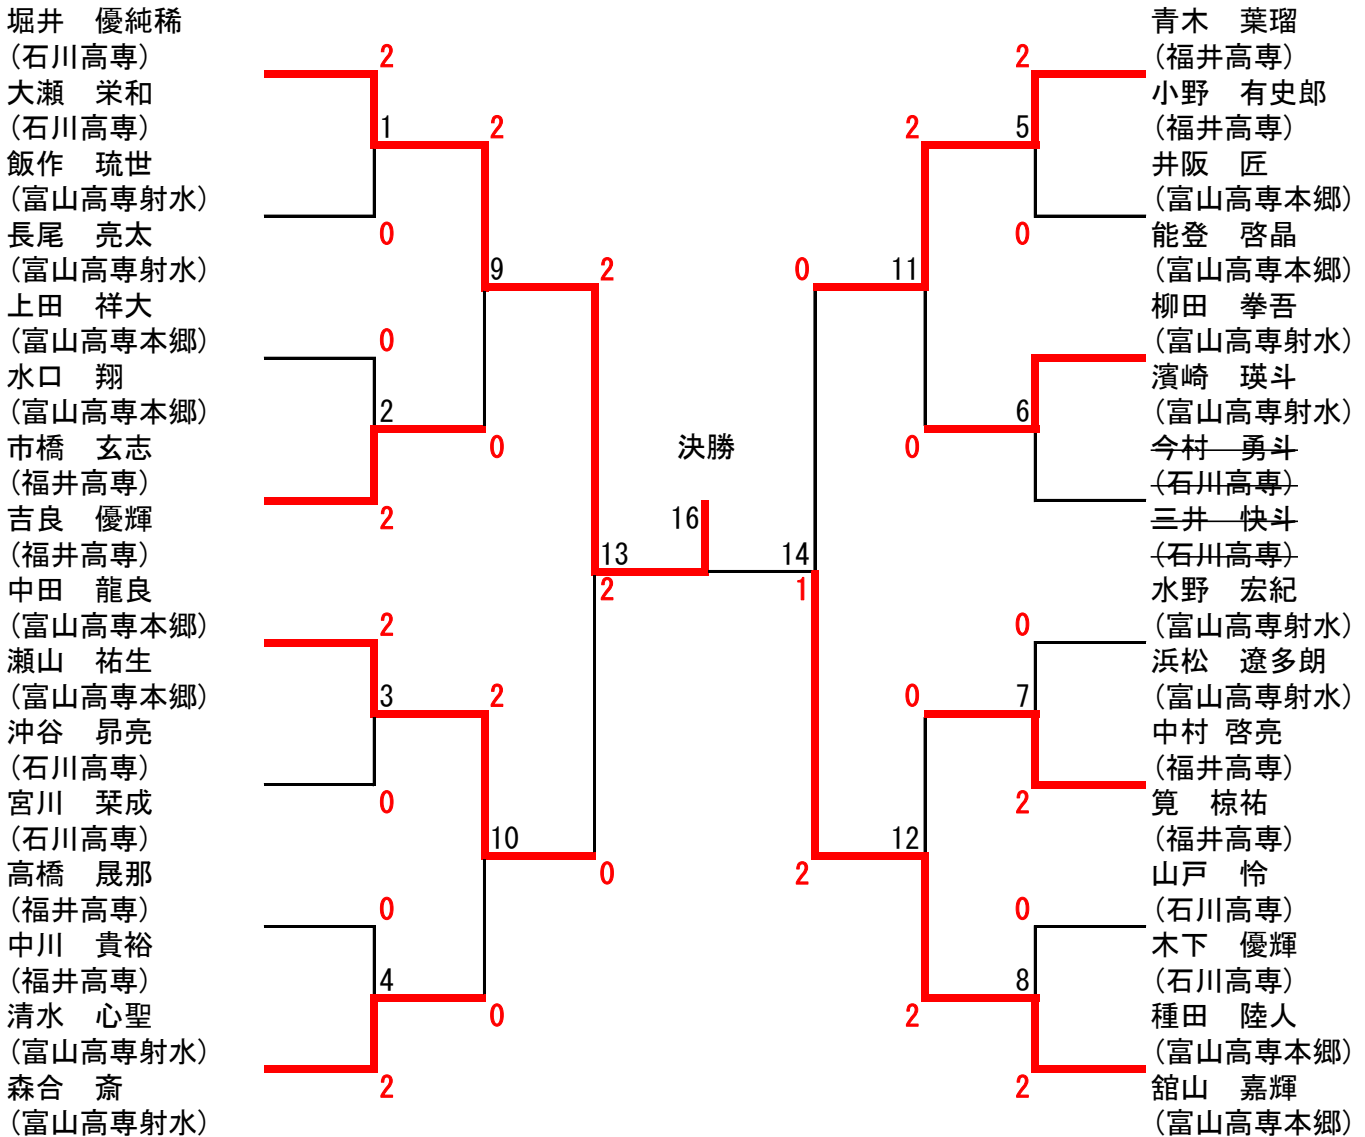 堀井　優純稀
(石川高専)
大瀬　栄和
(石川高専)
飯作　琉世
(富山高専射水)
長尾　亮太
(富山高専射水)
上田　祥大
(富山高専本郷)
水口　翔
(富山高専本郷)
市橋　玄志
(福井高専)
吉良　優輝
(福井高専)
中田　龍良
(富山高専本郷)
瀬山　祐生
(富山高専本郷)
沖谷　昴亮
(石川高専)
宮川　栞成
(石川高専)
高橋　晟那
(福井高専)
中川　貴裕
(福井高専)
清水　心聖
(富山高専射水)
森合　斎
(富山高専射水)
2
1
0
0
2
2
2
3
0
0
4
2
2
9
0
2
10
0
2
13
0
2
決勝
16
14
1
0
2
2
11
0
0
12
2
2
5
0
6
0
7
2
0
8
2
青木　葉瑠
(福井高専)
小野　有史郎
(福井高専)
井阪　匠
(富山高専本郷)
能登　啓晶
(富山高専本郷)
柳田　拳吾
(富山高専射水)
濱崎　瑛斗
(富山高専射水)
今村　勇斗
(石川高専)
三井　快斗
(石川高専)
水野　宏紀
(富山高専射水)
浜松　遼多朗
(富山高専射水)
中村 啓亮
(福井高専)
筧　椋祐
(福井高専)
山戸　怜
(石川高専)
木下　優輝
(石川高専)
種田　陸人
(富山高専本郷)
舘山　嘉輝
(富山高専本郷)